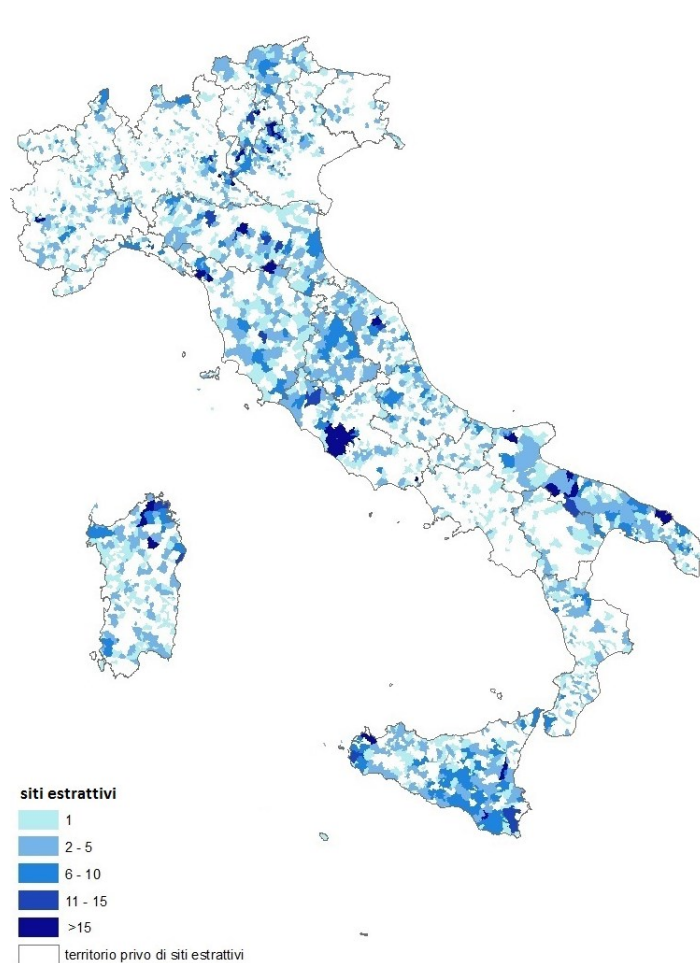 siti estrattivi
1
2 - 5
6 - 10
11 - 15
>15
territorio privo di siti estrattivi